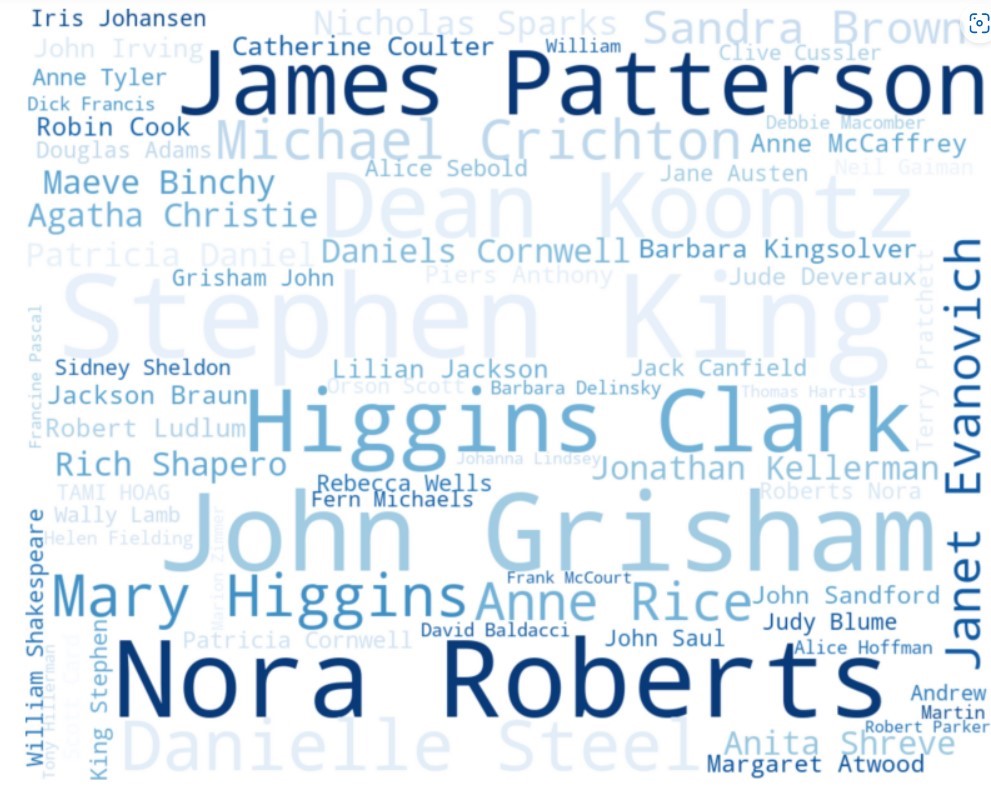 Iris Johansen
Nicholas Sparks
Sandra Brown
John Irving
Catherine Coulter
William
Clive Cussler
James Patterson
Anne Tyler
Dick Francis
Robin Cook
Michael Crichton
Debbie Macomber
Douglas Adams
Anne McCaffrey
Alice Sebold
Jane Austen
Neil Gaiman
Maeve Binchy
Dean Koontz
Agatha Christie
Patricia Daniel
Daniels Cornwell
Barbara Kingsolver
Grisham John
Piers Anthony
Jude Deveraux
Stephen King
Terry Pratchett
Janet Evanovich
Francine Pascal
Sidney Sheldon
Lilian Jackson
Jack Canfield
Jackson Braun
Orson Scott
Barbara Delinsky
Thomas Harris
Higgins Clark
Robert Ludlum
Rich Shapero
Johanna Lindsey
Jonathan Kellerman
Rebecca Wells
TAMI HOAG
Fern Michaels
Roberts Nora
Wally Lamb
John Grisham
Helen Fielding
Marion Zimmer
William Shakespeare
Mary Higgins
Frank McCourt
Anne Rice
John Sandford
David Baldacci
Judy Blume
Patricia Cornwell
John Saul
Alice Hoffman
Tony Hillerman
Scott Card
King Stephen
Nora Roberts
Andrew
Martin
Robert Parker
Danielle Steel
Anita Shreve
Margaret Atwood